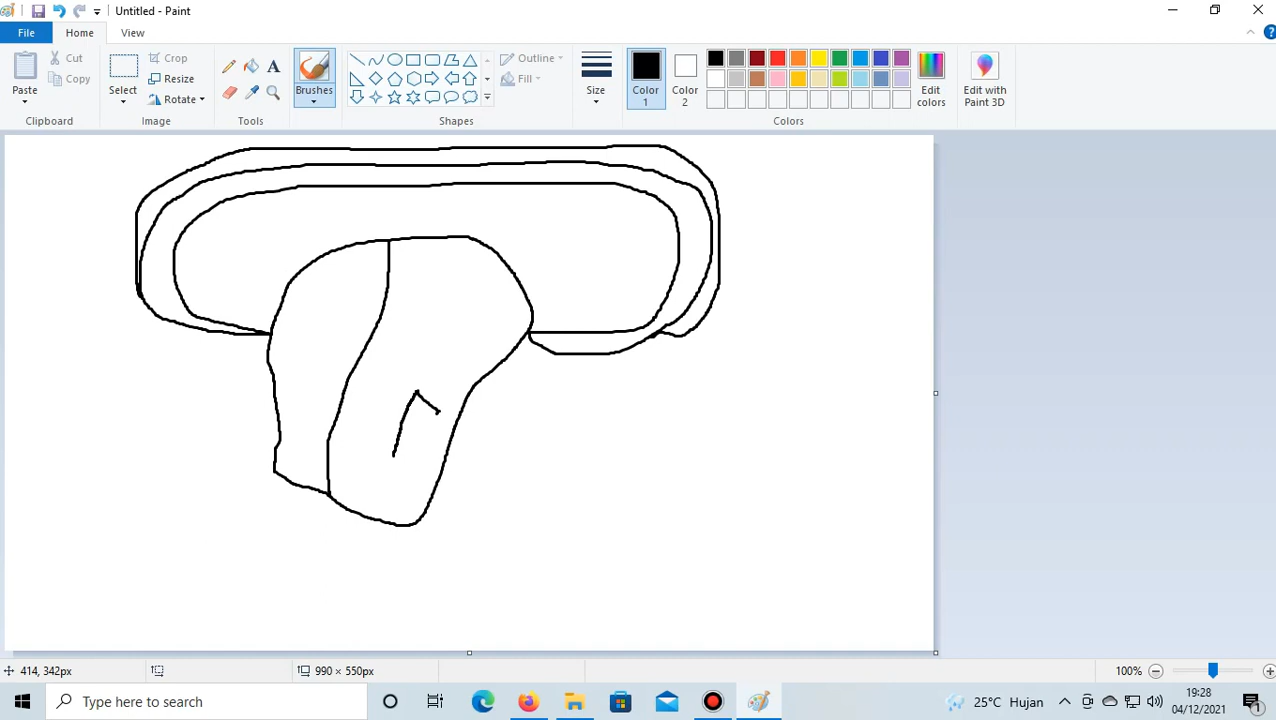 Untitled - Paint
File
Home
View
Paste
Cut
Copy
Select
Crop
Resize
Rotate
Brushes
Outline
Fill
Size
Color 1
Color 2
Edit colors
Edit with Paint 3D
Clipboard
Image
Tools
Shapes
Colors
414, 342px
990 × 550px
100%
Type here to search
25°C Hujan
19:28
04/12/2021
1